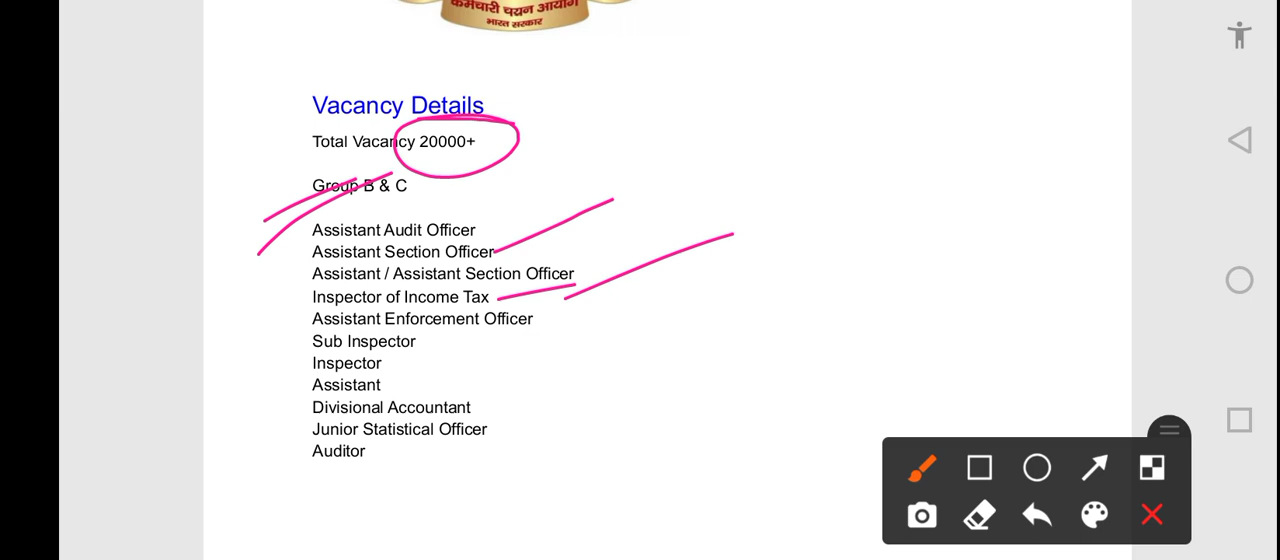 कर्मचारी चयन आयोग
भारत सरकार
Vacancy Details
Total Vacancy 20000+
Group B & C
Assistant Audit Officer
Assistant Section Officer
Assistant / Assistant Section Officer
Inspector of Income Tax
Assistant Enforcement Officer
Sub Inspector
Inspector
Assistant
Divisional Accountant
Junior Statistical Officer
Auditor